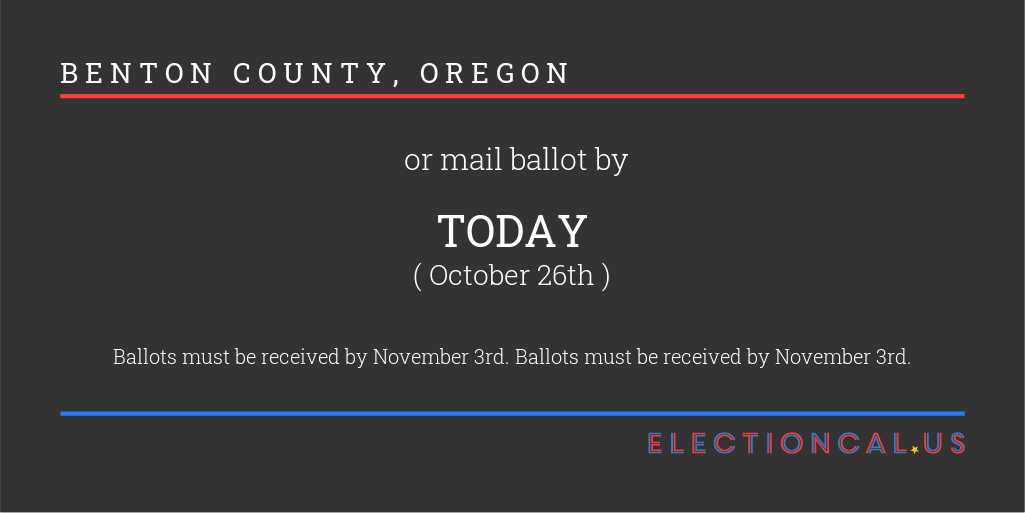 BENTON COUNTY, OREGON
or mail ballot by
TODAY
( October 26th )
Ballots must be received by November 3rd. Ballots must be received by November 3rd.
ELECTIONCAL.US